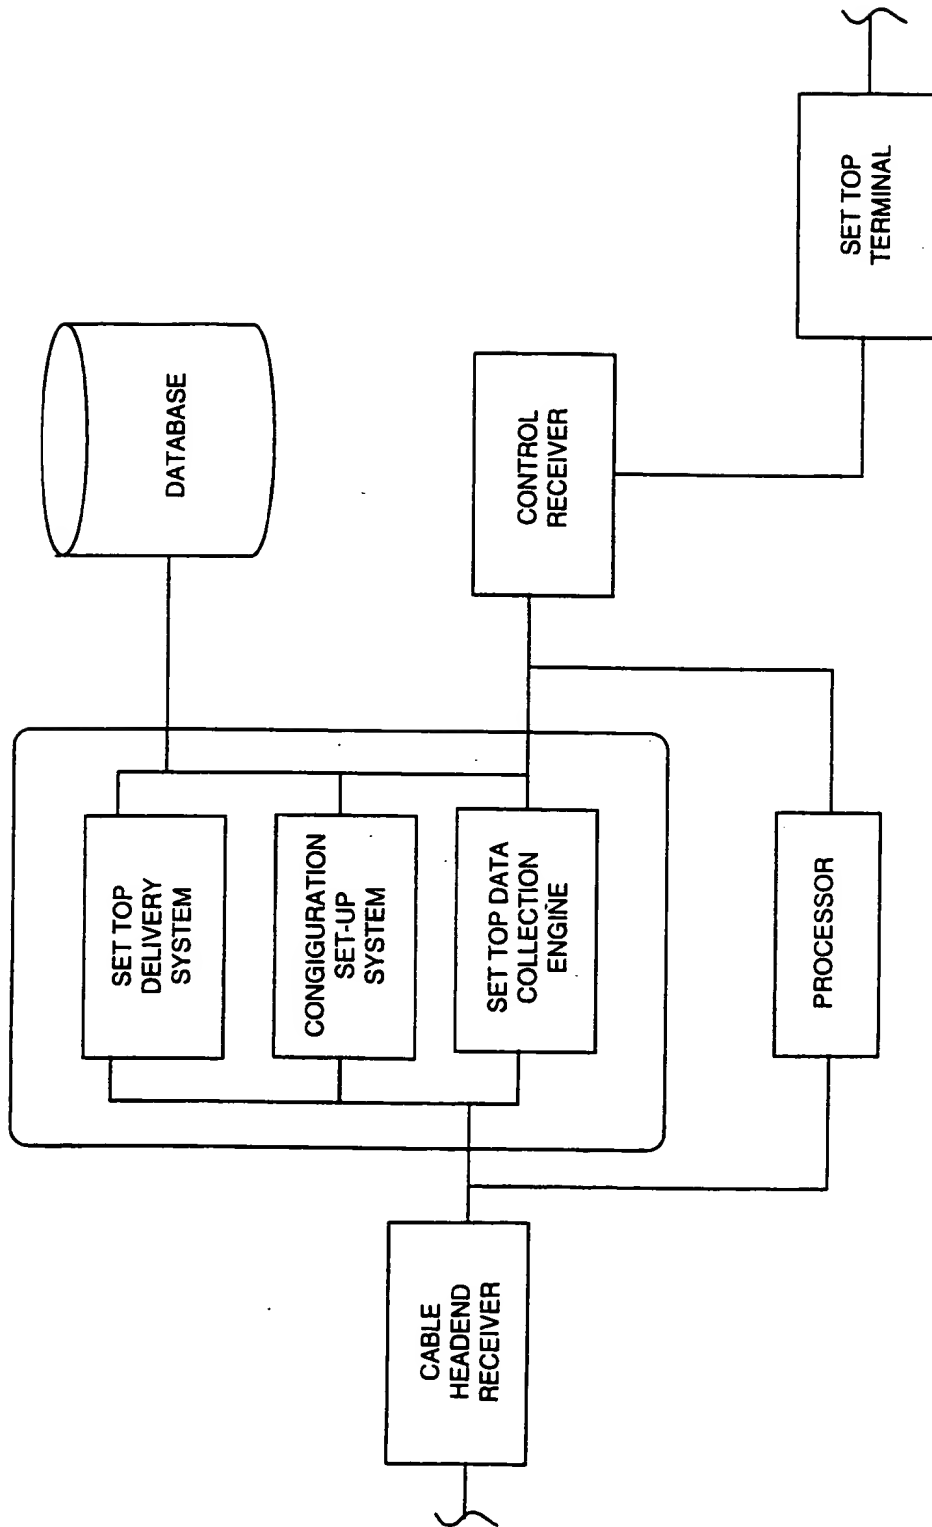 DATABASE
SET TOP
DELIVERY
SYSTEM
CONGIGURATION
SET-UP
SYSTEM
SET TOP DATA
COLLECTION
ENGINE
CABLE
HEADEND
RECEIVER
CONTROL
RECEIVER
PROCESSOR
SET TOP
TERMINAL